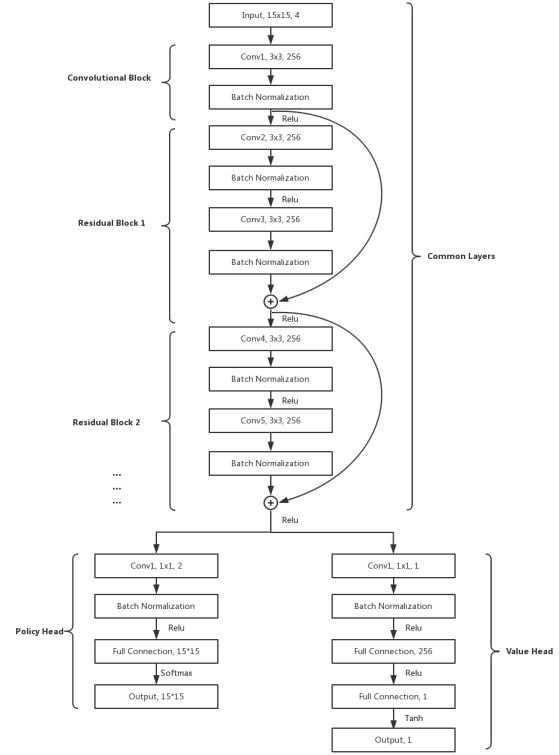 Input, 15x15, 4
Conv1, 3x3, 256
Convolutional Block
Batch Normalization
Relu
Conv2, 3x3, 256
Batch Normalization
Relu
Residual Block 1
Conv3, 3x3, 256
Common Layers
Batch Normalization
+
Relu
Conv4, 3x3, 256
Batch Normalization
Relu
Residual Block 2
Conv5, 3x3, 256
Batch Normalization
...
...
...
+
Relu
Policy Head
Conv1, 1x1, 2
Batch Normalization
Relu
Full Connection, 15*15
Softmax
Output, 15*15
Conv1, 1x1, 1
Batch Normalization
Relu
Full Connection, 256
Relu
Full Connection, 1
Tanh
Output, 1
Value Head